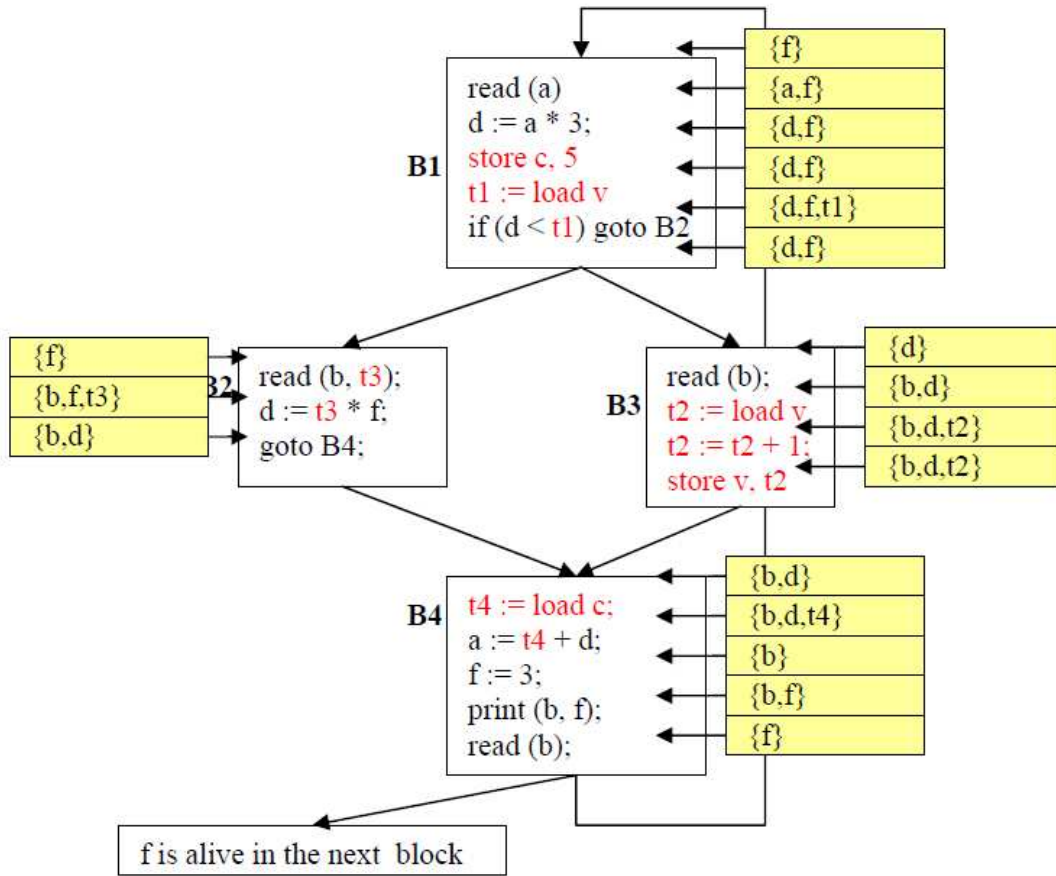 {f}
{a,f}
{d,f}
{d,f}
{d,f,t1}
{d,f}
B1
read (a)
d := a * 3;
store c, 5
t1 := load v
if (d < t1) goto B2
{f}
{b,f,t3}
{b,d}
B2
read (b, t3);
d := t3 * f;
goto B4;
B3
read (b);
t2 := load v
t2 := t2 + 1;
store v, t2
{d}
{b,d}
{b,d,t2}
{b,d,t2}
B4
t4 := load c;
a := t4 + d;
f := 3;
print (b, f);
read (b);
{b,d}
{b,d,t4}
{b}
{b,f}
{f}
f is alive in the next block